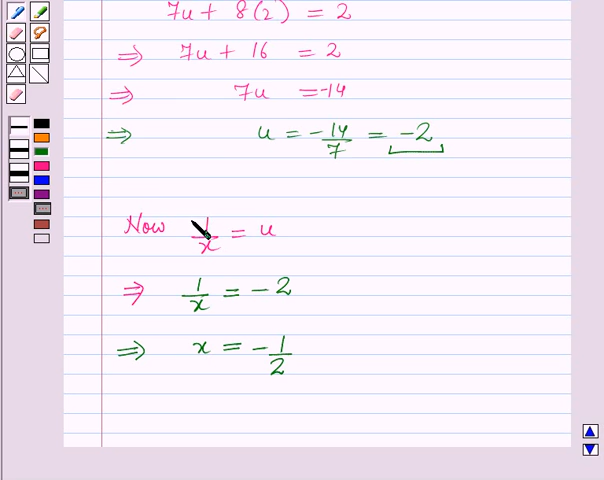 7u + 8(2) = 2
⇒ 7u + 16 = 2
⇒ 7u = -14
⇒ u = -14/7 = -2
Now 1/x = u
⇒ 1/x = -2
⇒ x = -1/2